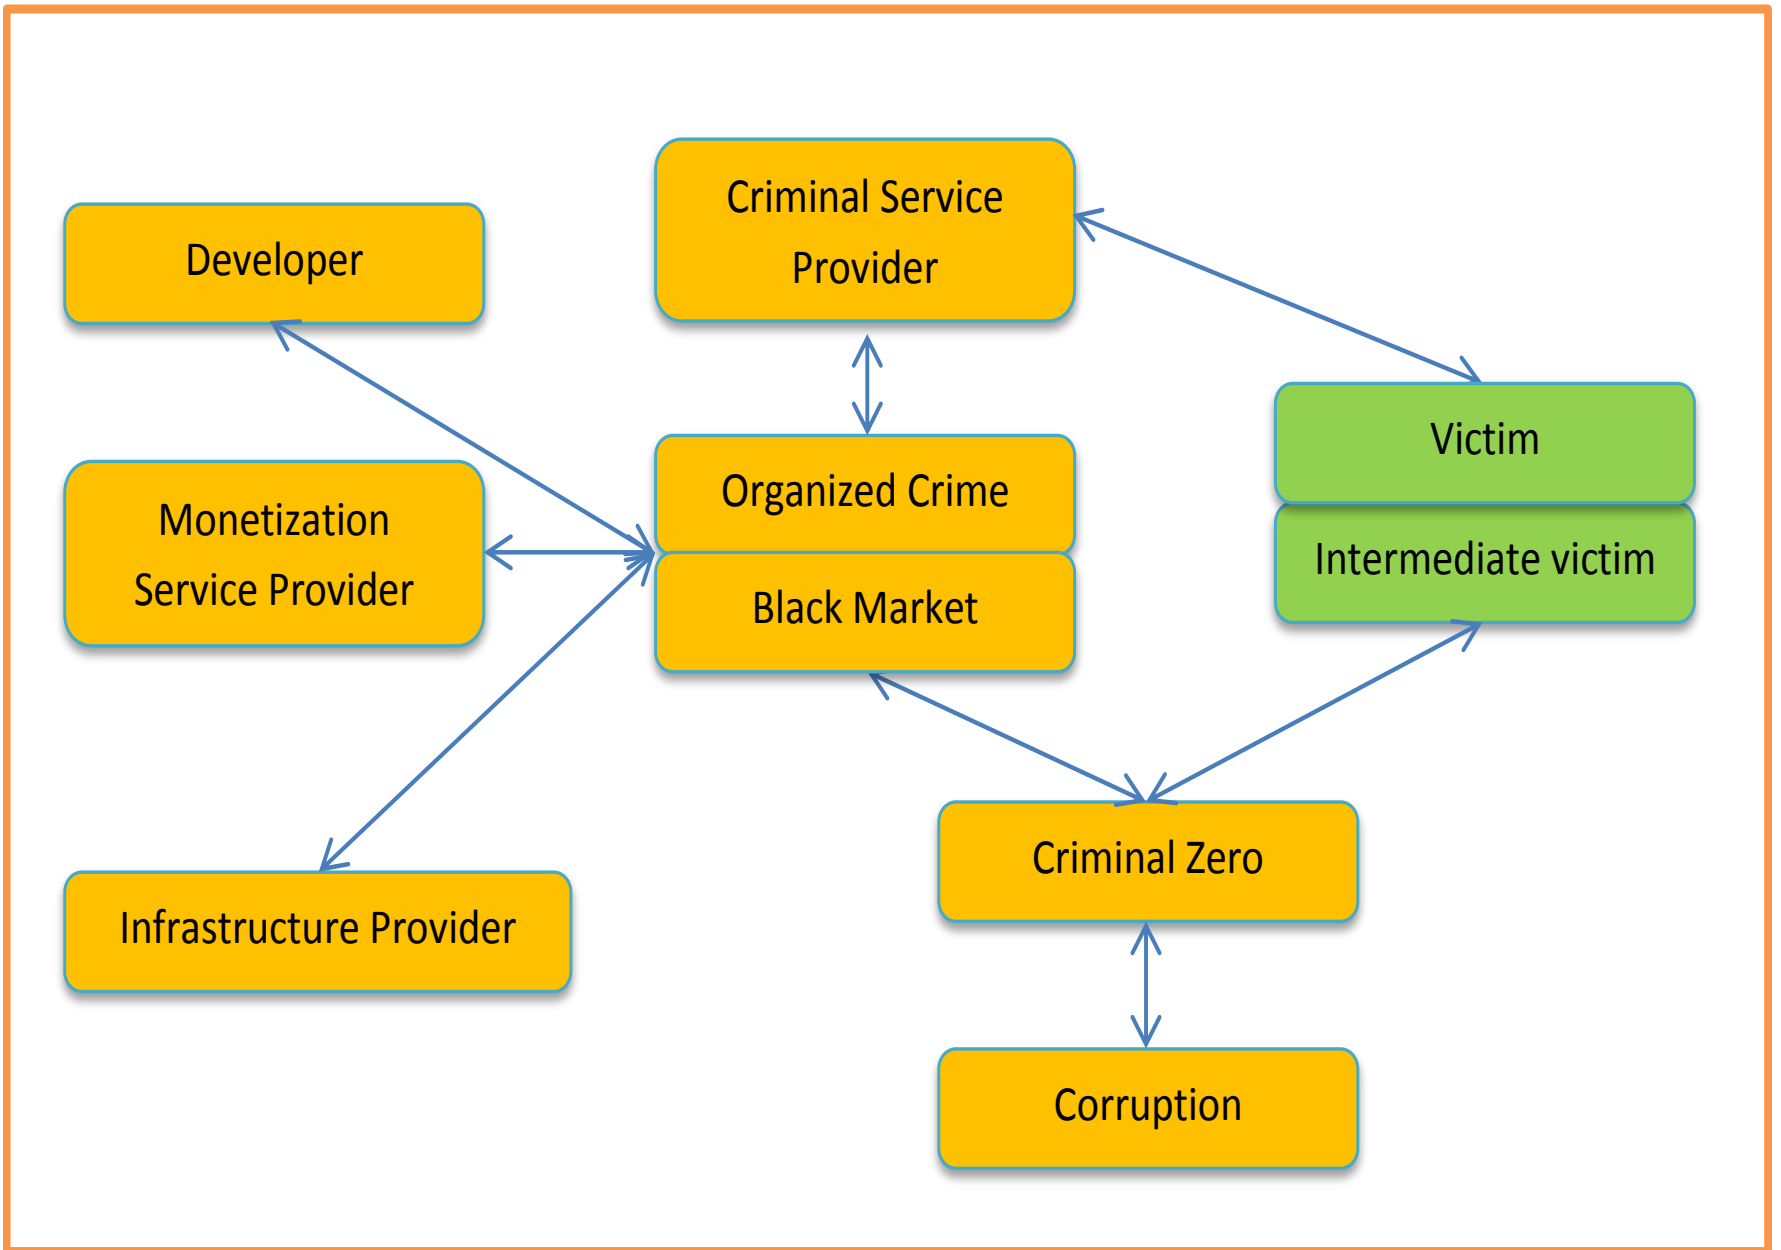 Criminal Service
Provider
Developer
Organized Crime
Black Market
Victim
Intermediate victim
Monetization
Service Provider
Criminal Zero
Infrastructure Provider
Corruption